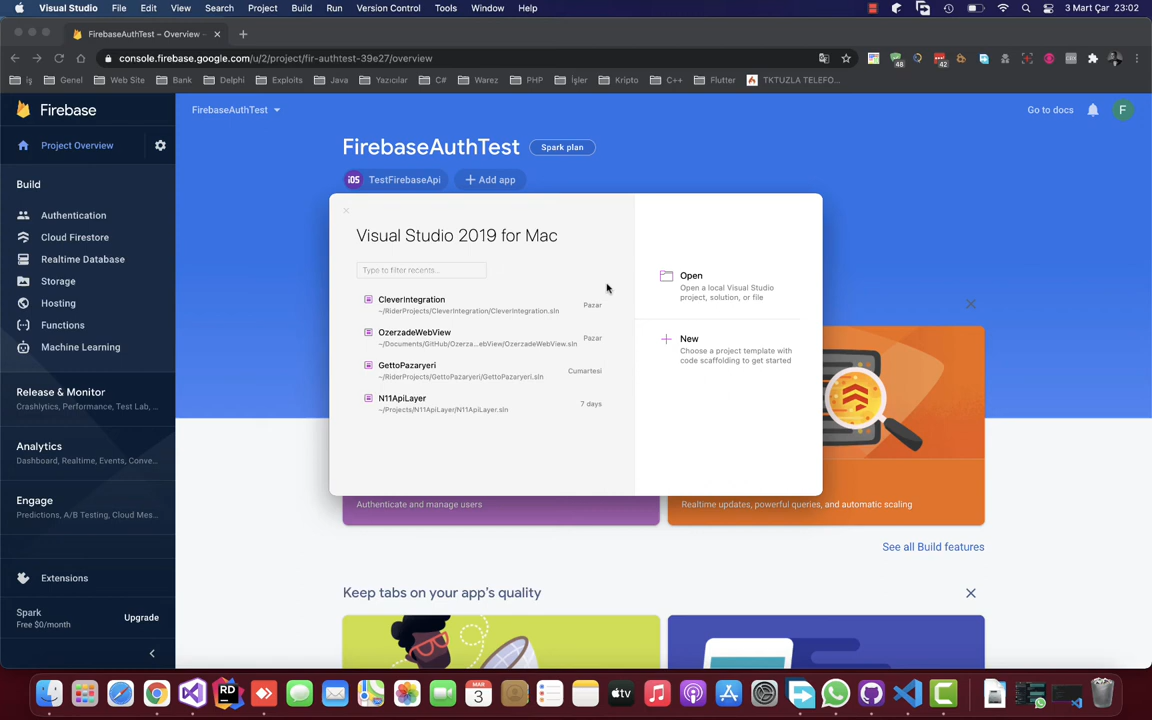 Visual Studio File Edit View Search Project Build Run Version Control Tools Window Help 3 Mart Çar 23:02
FirebaseAuthTest – Overview –
console.firebase.google.com/u/2/project/fir-authtest-39e27/overview
48
42
iş Genel Web Site Bank Delphi Exploits Java Yazıcılar C# Warez PHP İşler Kripto C++ Flutter TKTUZLA TELEFO...
Firebase
FirebaseAuthTest
Go to docs
F
Project Overview
FirebaseAuthTest
Spark plan
iOS TestFirebaseApi
Add app
Build
Authentication
Cloud Firestore
Realtime Database
Storage
Hosting
Functions
Machine Learning
Release & Monitor
Crashlytics, Performance, Test Lab, ...
Analytics
Dashboard, Realtime, Events, Conve...
Engage
Predictions, A/B Testing, Cloud Mes...
Extensions
Spark
Free $0/month
Upgrade
Visual Studio 2019 for Mac
Type to filter recents...
CleverIntegration
~/RiderProjects/CleverIntegration/CleverIntegration.sln
Pazar
OzerzadeWebView
~/Documents/GitHub/Ozerza...ebView/OzerzadeWebView.sln
Pazar
GettoPazaryeri
~/RiderProjects/GettoPazaryeri/GettoPazaryeri.sln
Cumartesi
N11ApiLayer
~/Projects/N11ApiLayer/N11ApiLayer.sln
7 days
Open
Open a local Visual Studio
project, solution, or file
New
Choose a project template with
code scaffolding to get started
Authenticate and manage users
Realtime updates, powerful queries, and automatic scaling
See all Build features
Keep tabs on your app's quality
RD
MAR
3
tv